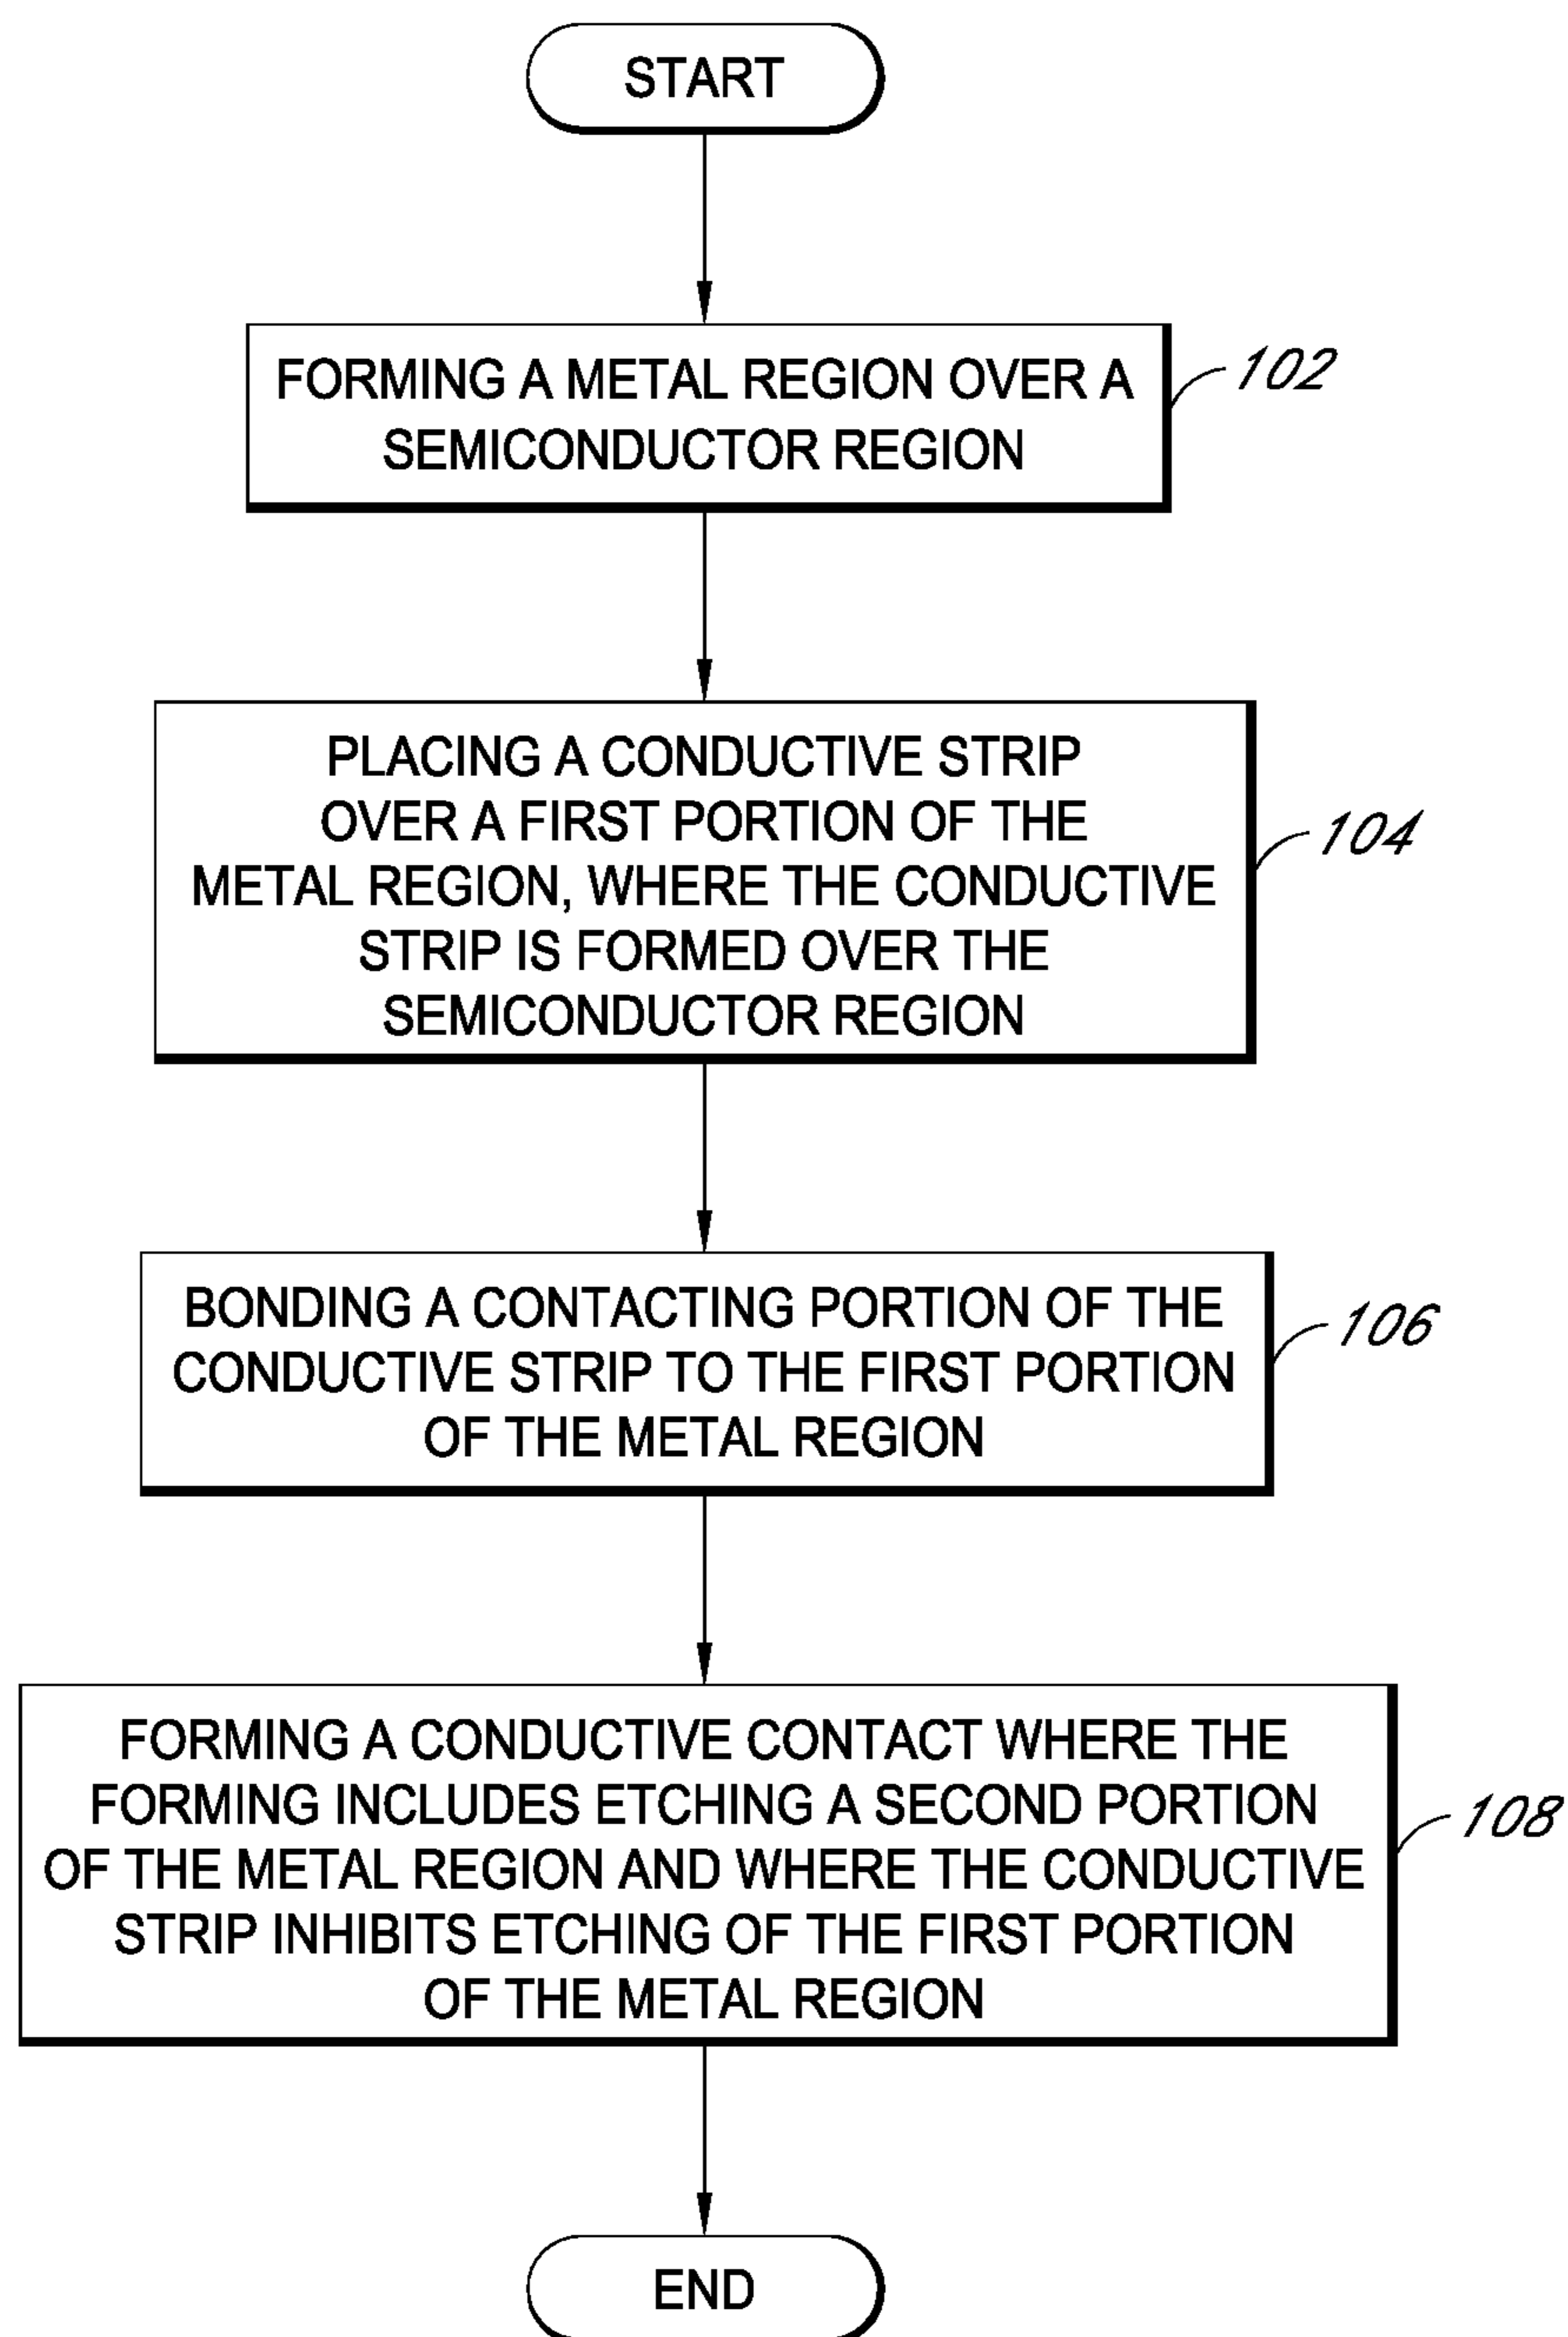 START
FORMING A METAL REGION OVER A
SEMICONDUCTOR REGION
102
PLACING A CONDUCTIVE STRIP
OVER A FIRST PORTION OF THE
METAL REGION, WHERE THE CONDUCTIVE
STRIP IS FORMED OVER THE
SEMICONDUCTOR REGION
104
BONDING A CONTACTING PORTION OF THE
CONDUCTIVE STRIP TO THE FIRST PORTION
OF THE METAL REGION
106
FORMING A CONDUCTIVE CONTACT WHERE THE
FORMING INCLUDES ETCHING A SECOND PORTION
OF THE METAL REGION AND WHERE THE CONDUCTIVE
STRIP INHIBITS ETCHING OF THE FIRST PORTION
OF THE METAL REGION
108
END